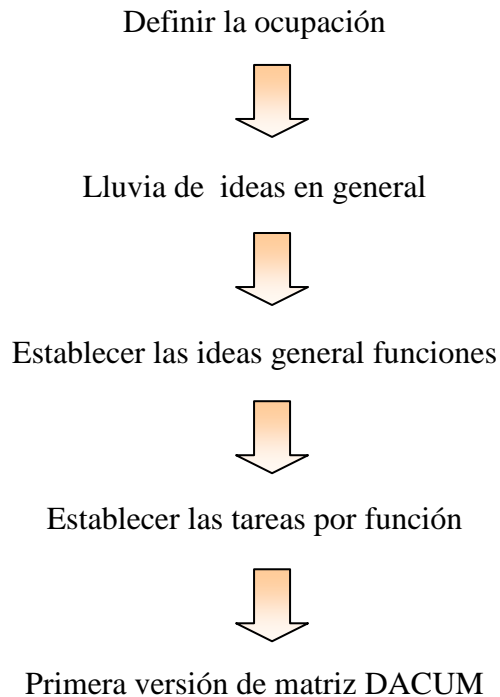 Definir la ocupación
Lluvia de ideas en general
Establecer las ideas general funciones
Establecer las tareas por función
Primera versión de matriz DACUM